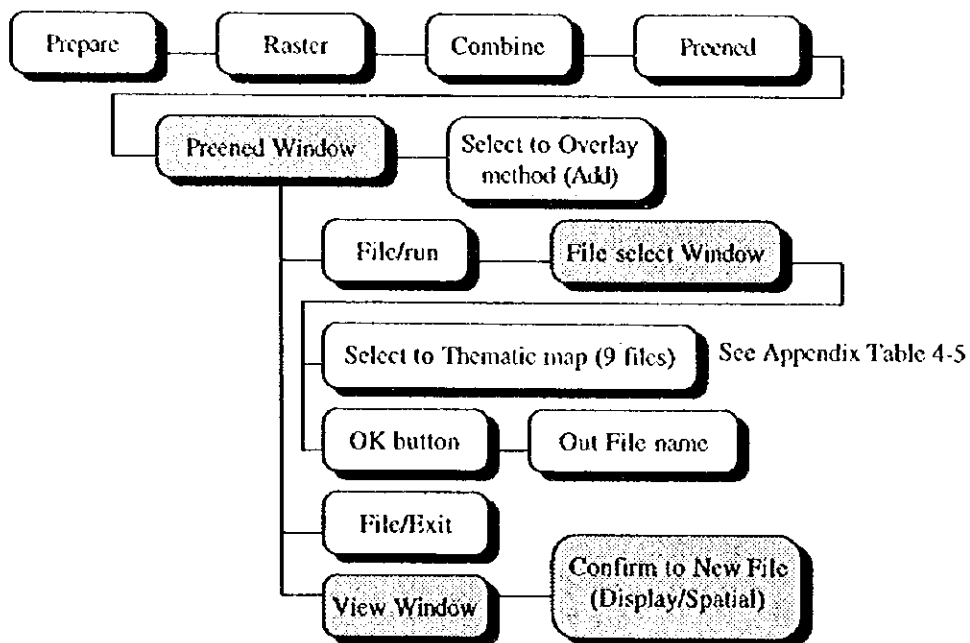 Prepare
Raster
Combine
Preened
Preened Window
Select to Overlay
method (Add)
File/run
File select Window
Select to Thematic map (9 files)
See Appendix Table 4-5
OK button
Out File name
File/Exit
View Window
Confirm to New File
(Display/Spatial)